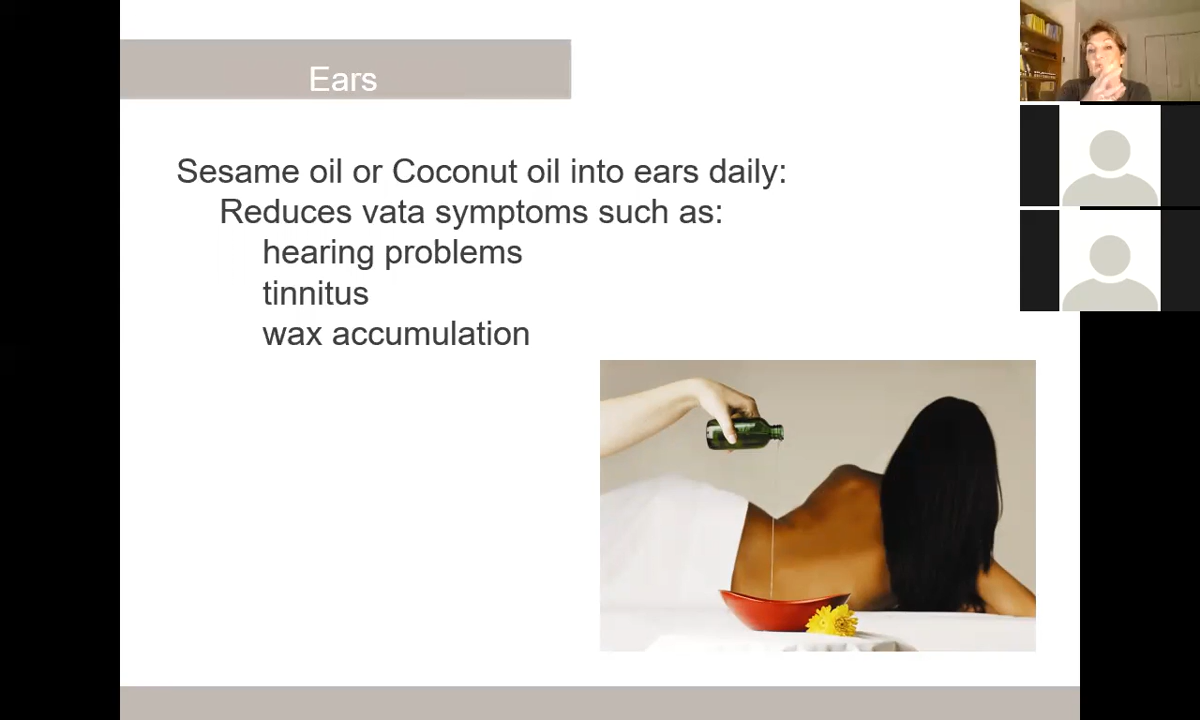 Ears
Sesame oil or Coconut oil into ears daily:
Reduces vata symptoms such as:
hearing problems
tinnitus
wax accumulation